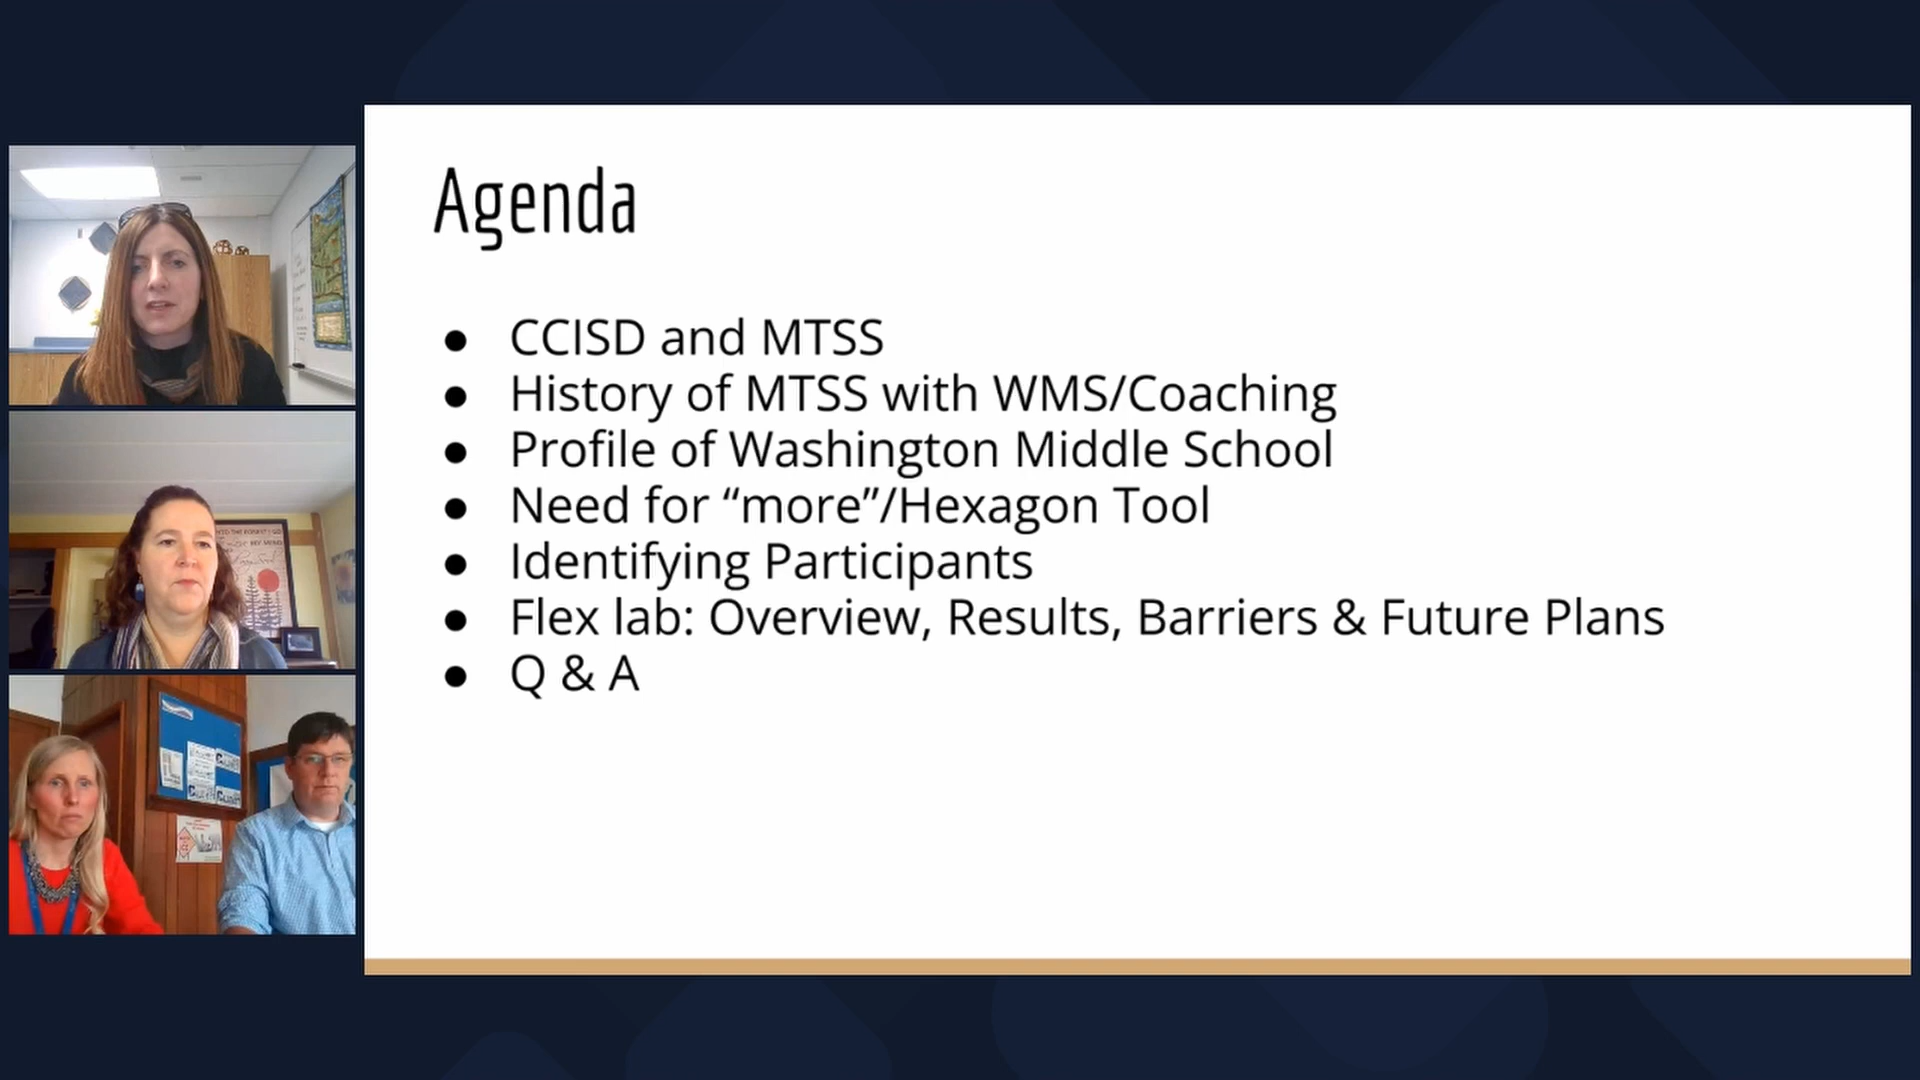 Agenda
● CCISD and MTSS
● History of MTSS with WMS/Coaching
● Profile of Washington Middle School
● Need for “more”/Hexagon Tool
● Identifying Participants
● Flex lab: Overview, Results, Barriers & Future Plans
● Q & A